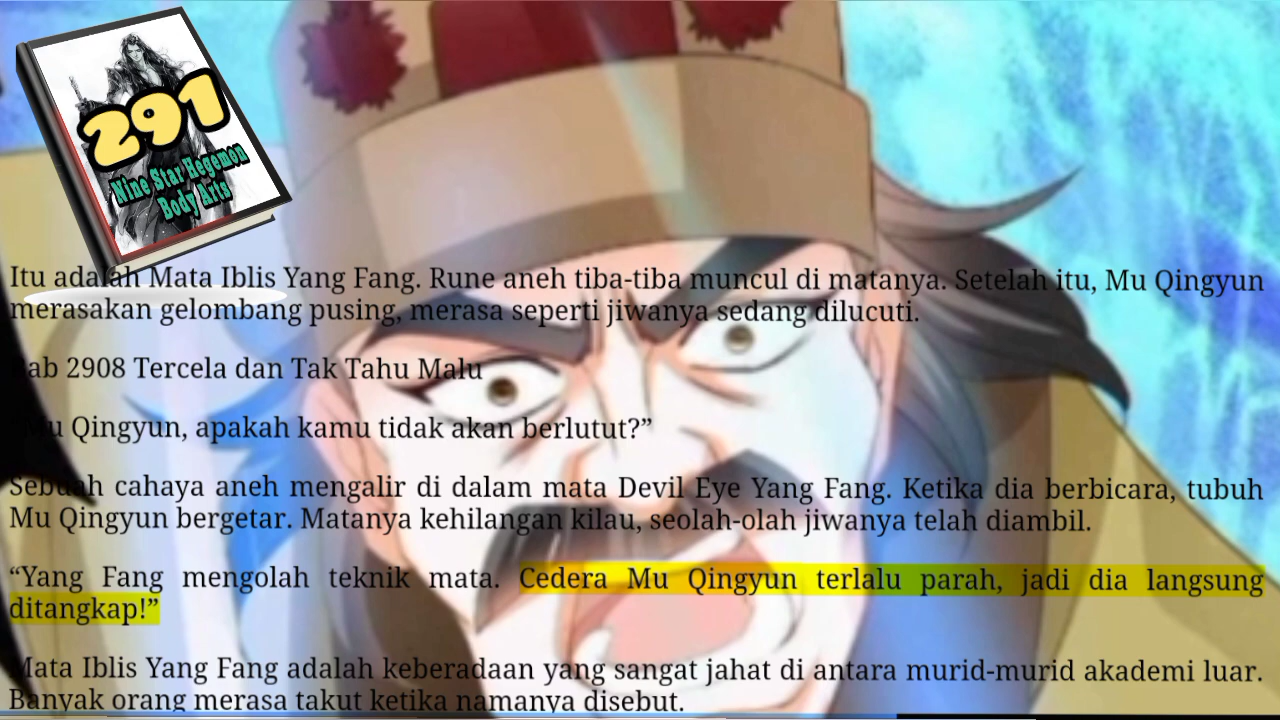 291
Nine Star Hegemon
Body Arts
Itu adalah Mata Iblis Yang Fang. Rune aneh tiba-tiba muncul di matanya. Setelah itu, Mu Qingyun
merasakan gelombang pusing, merasa seperti jiwanya sedang dilucuti.
Bab 2908 Tercela dan Tak Tahu Malu
“Mu Qingyun, apakah kamu tidak akan berlutut?”
Sebuah cahaya aneh mengalir di dalam mata Devil Eye Yang Fang. Ketika dia berbicara, tubuh
Mu Qingyun bergetar. Matanya kehilangan kilau, seolah-olah jiwanya telah diambil.
“Yang Fang mengolah teknik mata. Cedera Mu Qingyun terlalu parah, jadi dia langsung
ditangkap!”
Mata Iblis Yang Fang adalah keberadaan yang sangat jahat di antara murid-murid akademi luar.
Banyak orang merasa takut ketika namanya disebut.